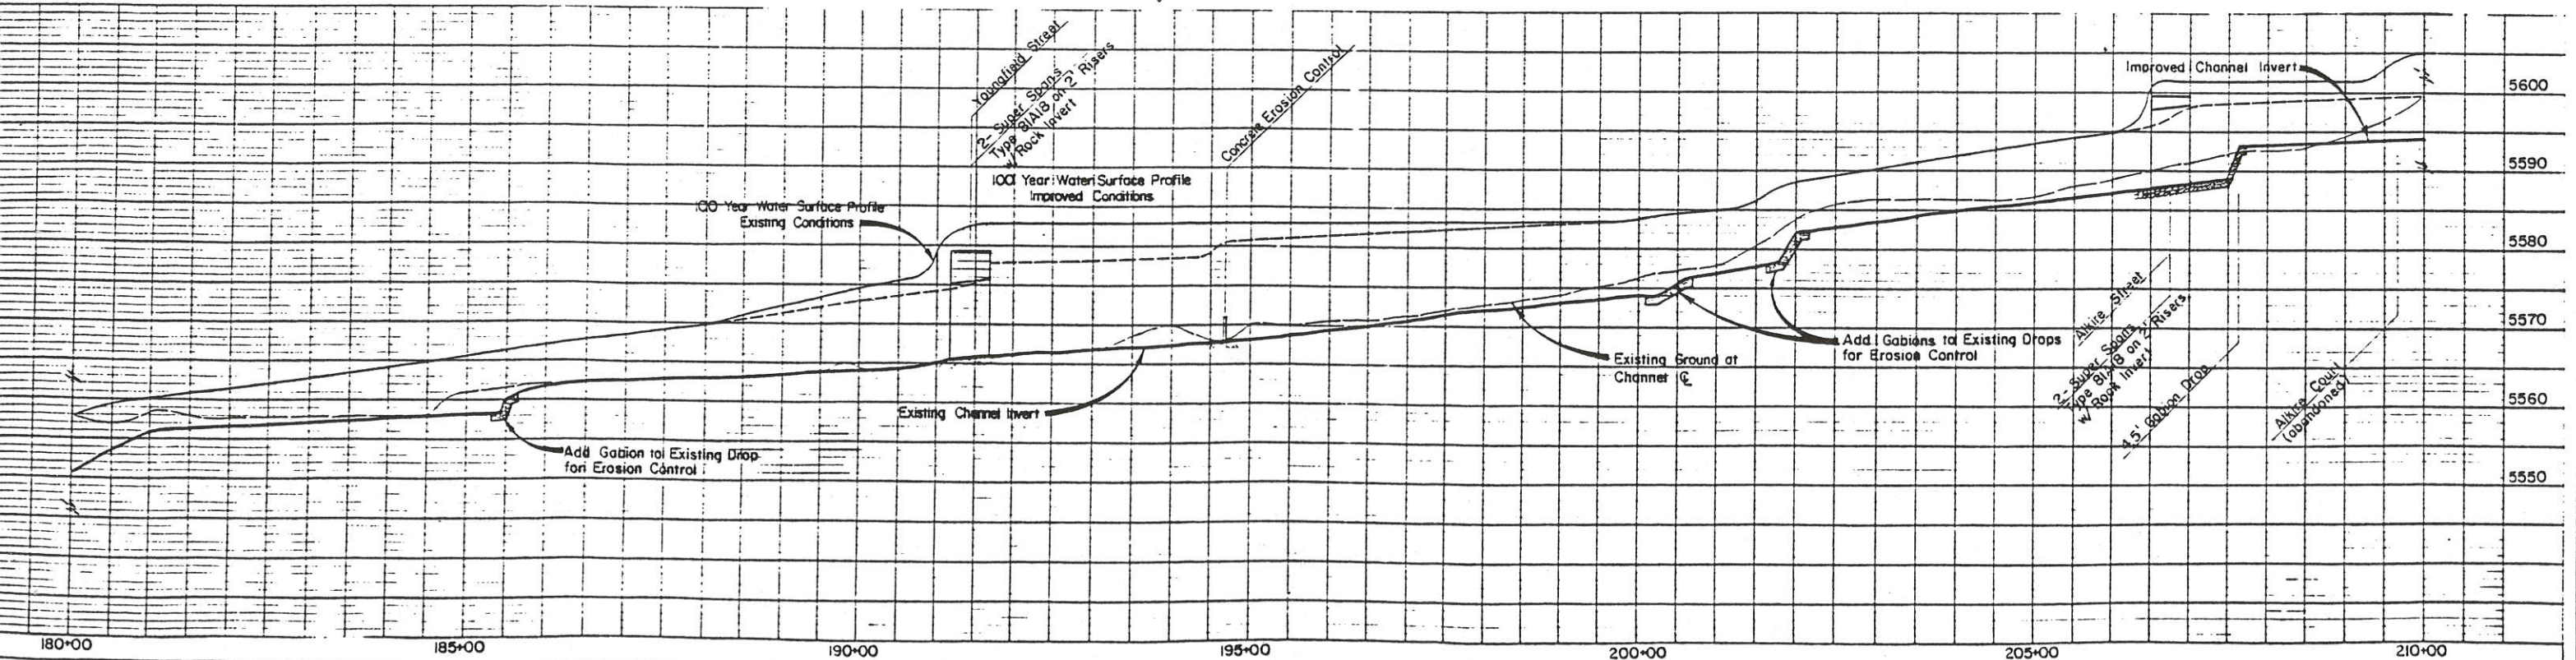 Youngfield Street
2- Super Spans
Type 81A18 on 2' Risers
w/ Rock Invert
Concrete Erosion Control
100 Year Water Surface Profile
Improved Conditions
100 Year Water Surface Profile
Existing Conditions
Improved Channel Invert
5600
5590
5580
5570
5560
5550
Existing Ground at
Channel ℄
Add Gabions to Existing Drops
for Erosion Control
Existing Channel Invert
Add Gabion to Existing Drop
for Erosion Control
Alkire Street
2- Super Spans
Type 81A18 on 2' Risers
w/ Rock Invert
4.5' Gabion Drop
Alkire Court
(abandoned)
180+00
185+00
190+00
195+00
200+00
205+00
210+00